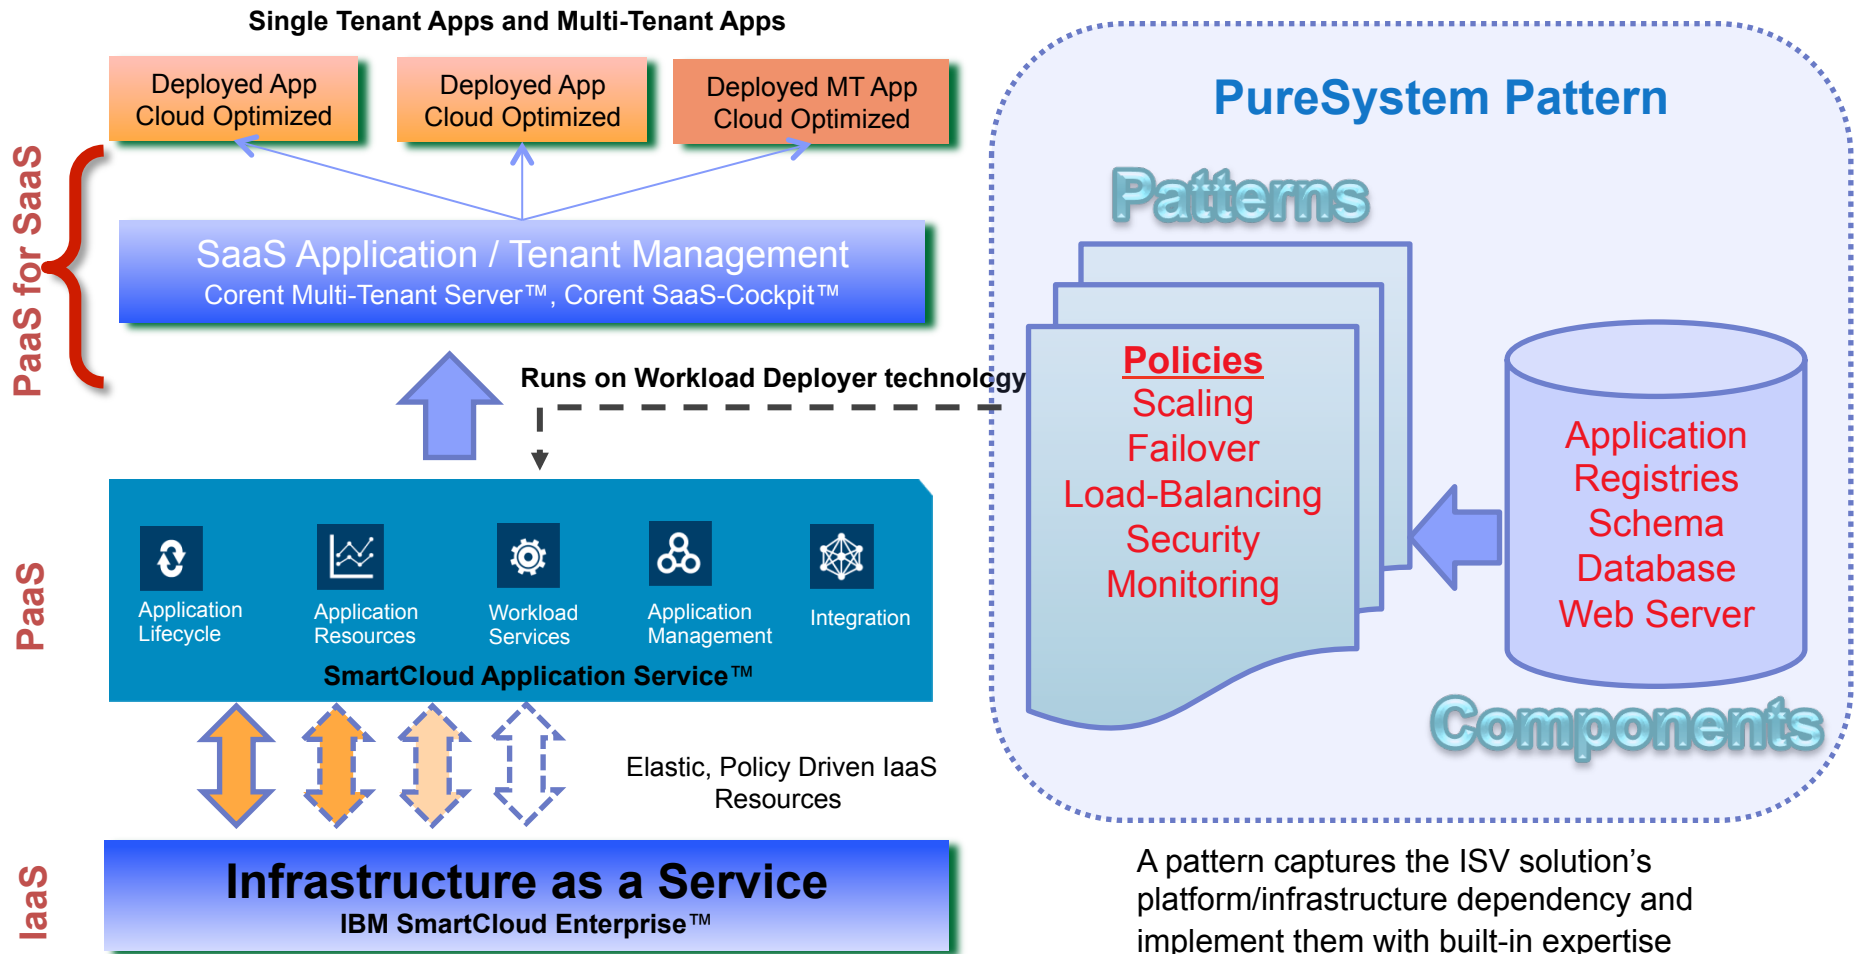 Single Tenant Apps and Multi-Tenant Apps
Deployed App
Cloud Optimized
Deployed App
Cloud Optimized
Deployed MT App
Cloud Optimized
PaaS for SaaS
SaaS Application / Tenant Management
Corent Multi-Tenant Server™, Corent SaaS-Cockpit™
Runs on Workload Deployer technology
PaaS
Application
Lifecycle
Application
Resources
Workload
Services
Application
Management
Integration
SmartCloud Application Service™
Elastic, Policy Driven IaaS
Resources
IaaS
Infrastructure as a Service
IBM SmartCloud Enterprise™
PureSystem Pattern
Patterns
Policies
Scaling
Failover
Load-Balancing
Security
Monitoring
Application
Registries
Schema
Database
Web Server
Components
A pattern captures the ISV solution’s
platform/infrastructure dependency and
implement them with built-in expertise